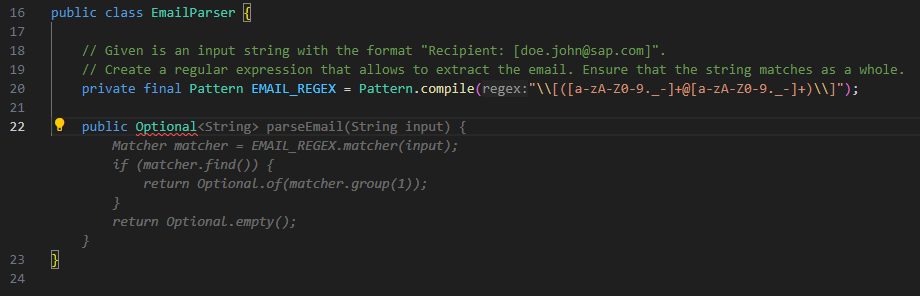 16 public class EmailParser {
17
18 // Given is an input string with the format "Recipient: [doe.john@sap.com]".
19 // Create a regular expression that allows to extract the email. Ensure that the string matches as a whole.
20 private final Pattern EMAIL_REGEX = Pattern.compile(regex:"\\[([a-zA-Z0-9._-]+@[a-zA-Z0-9._-]+)\\]");
21
22 public Optional<String> parseEmail(String input) {
Matcher matcher = EMAIL_REGEX.matcher(input);
if (matcher.find()) {
return Optional.of(matcher.group(1));
}
return Optional.empty();
}
23 }
24